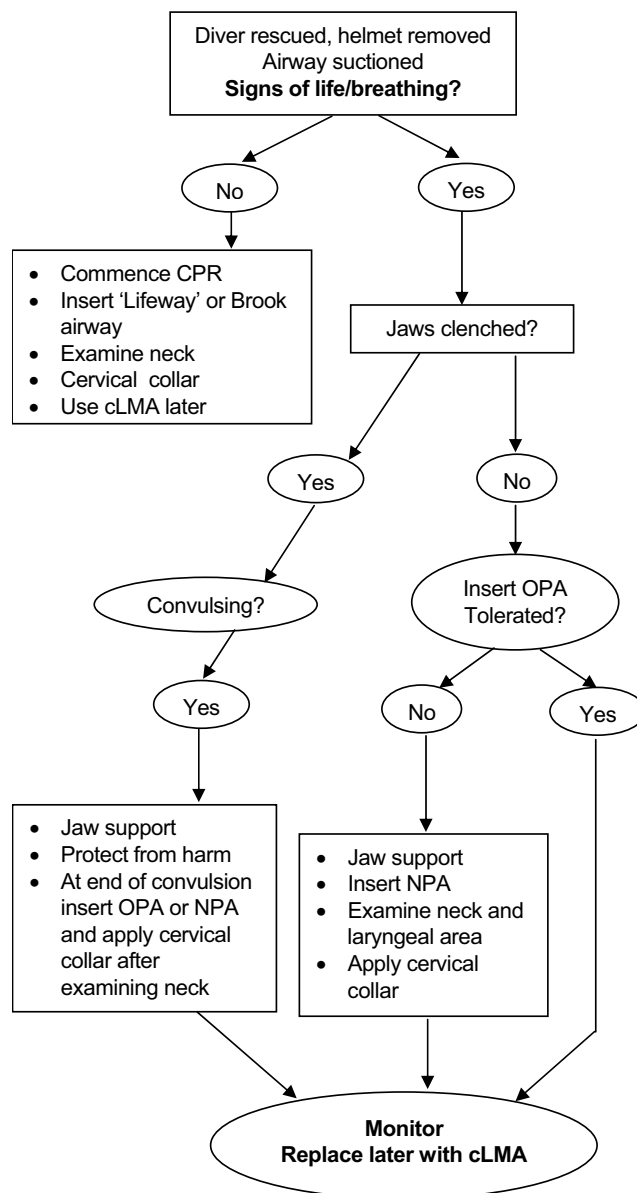 Diver rescued, helmet removed
Airway suctioned
Signs of life/breathing?
No
Yes
• Commence CPR
• Insert ‘Lifeway’ or Brook
airway
• Examine neck
• Cervical collar
• Use cLMA later
Jaws clenched?
Yes
No
Convulsing?
Insert OPA
Tolerated?
Yes
No
Yes
• Jaw support
• Protect from harm
• At end of convulsion
insert OPA or NPA
and apply cervical
collar after
examining neck
• Jaw support
• Insert NPA
• Examine neck and
laryngeal area
• Apply cervical
collar
Monitor
Replace later with cLMA